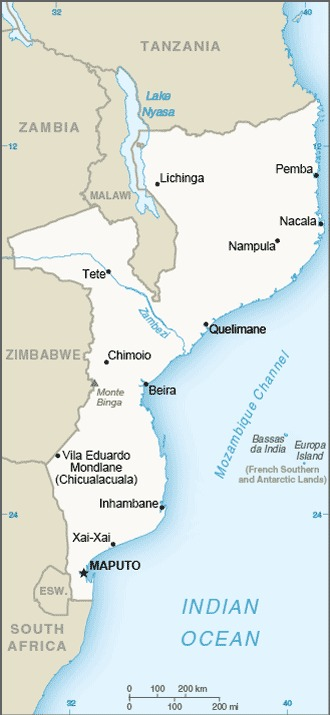 32
40
TANZANIA
Lake
Nyasa
ZAMBIA
12
12
Pemba
Lichinga
MALAWI
Nacala
Nampula
Tete
Zambezi
Quelimane
ZIMBABWE
Chimoio
Beira
Monte
Binga
Mozambique Channel
Bassas
da India
Europa
Island
(French Southern
and Antarctic Lands)
Vila Eduardo
Mondlane
(Chicualacuala)
Inhambane
24
24
Xai-Xai
MAPUTO
ESW.
INDIAN
OCEAN
SOUTH
AFRICA
0 100 200 km
0 100 200 mi
32
40